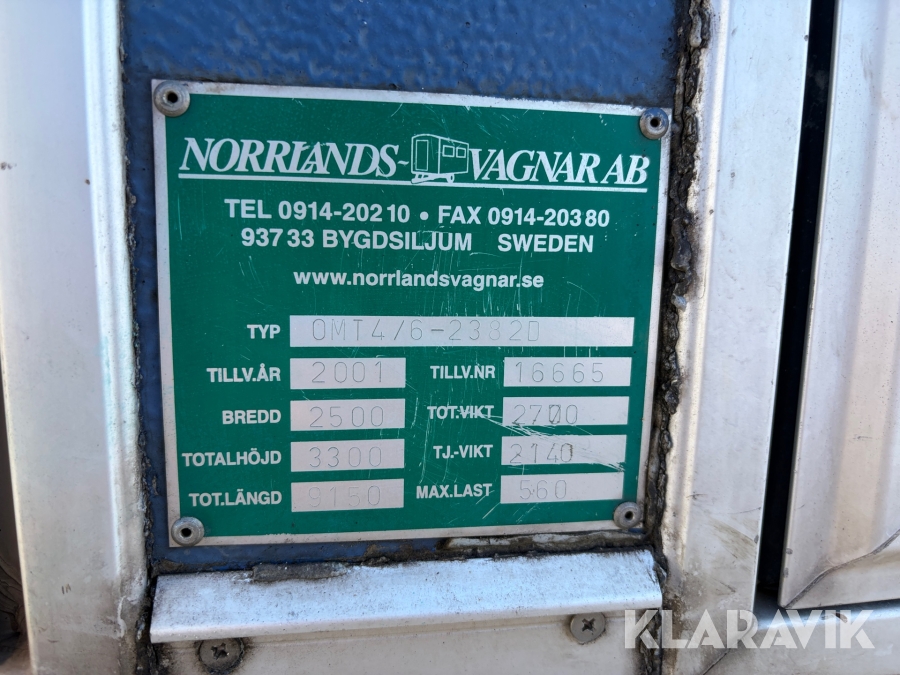 NORRLANDS-VAGNAR AB
TEL 0914-202 10 • FAX 0914-203 80
937 33 BYGDSILJUM SWEDEN
www.norrlandsvagnar.se
TYP OMT4/6-2382D
TILLV.ÅR 2001 TILLV.NR 16665
BREDD 2500 TOT.VIKT 2700
TOTALHÖJD 3300 TJ.-VIKT 2140
TOT.LÄNGD 9150 MAX.LAST 560
KLARAVIK